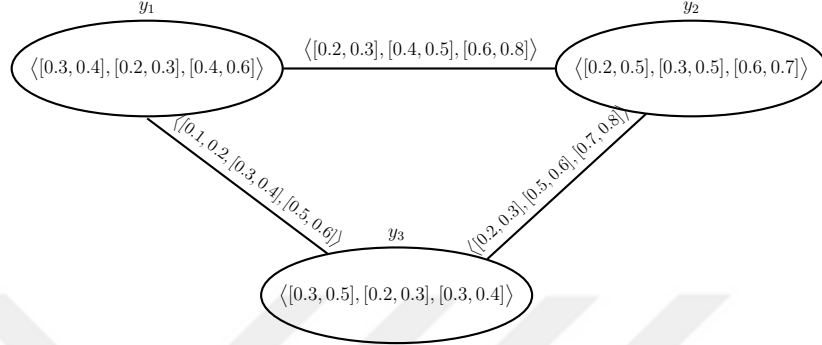 y₁
y₂
⟨[0.3, 0.4], [0.2, 0.3], [0.4, 0.6]⟩
⟨[0.2, 0.3], [0.4, 0.5], [0.6, 0.8]⟩
⟨[0.2, 0.5], [0.3, 0.5], [0.6, 0.7]⟩
⟨[0.1, 0.2, [0.3, 0.4], [0.5, 0.6]⟩
⟨[0.2, 0.3], [0.5, 0.6], [0.7, 0.8]⟩
y₃
⟨[0.3, 0.5], [0.2, 0.3], [0.3, 0.4]⟩